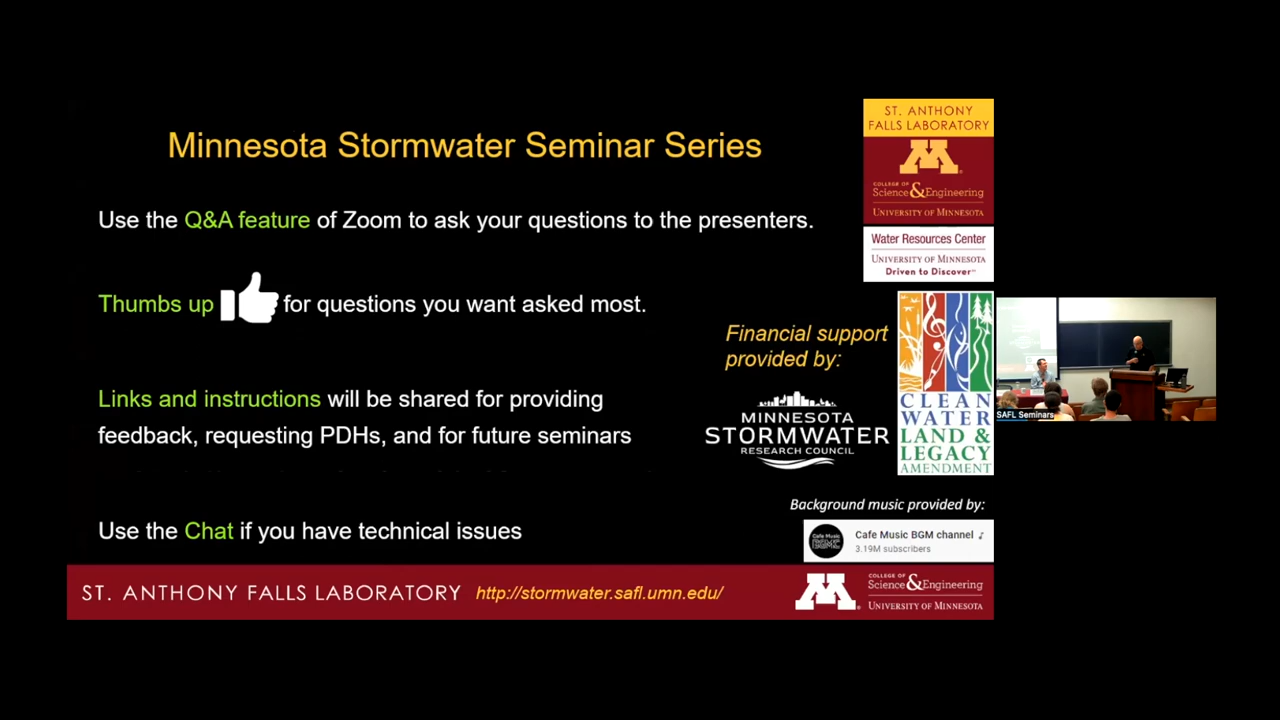 Minnesota Stormwater Seminar Series
Use the Q&A feature of Zoom to ask your questions to the presenters.
Thumbs up for questions you want asked most.
Links and instructions will be shared for providing
feedback, requesting PDHs, and for future seminars
Use the Chat if you have technical issues
ST. ANTHONY
FALLS LABORATORY
M
COLLEGE OF
Science & Engineering
UNIVERSITY OF MINNESOTA
Water Resources Center
UNIVERSITY OF MINNESOTA
Driven to Discover
Financial support
provided by:
MINNESOTA
STORMWATER
RESEARCH COUNCIL
CLEAN
WATER
LAND &
LEGACY
AMENDMENT
SAFL Seminars
Background music provided by:
Cafe Music
Cafe Music BGM channel ♪
3.19M subscribers
ST. ANTHONY FALLS LABORATORY http://stormwater.safl.umn.edu/
M
COLLEGE OF
Science & Engineering
UNIVERSITY OF MINNESOTA